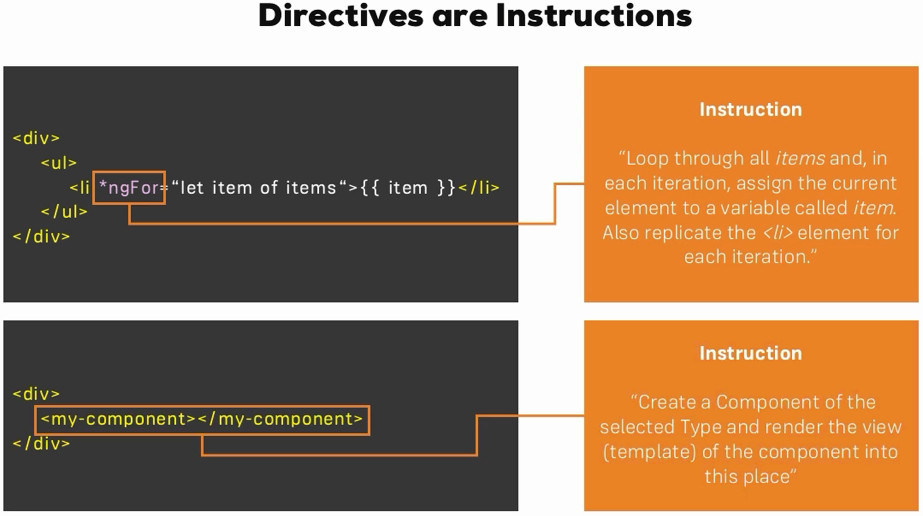 Directives are Instructions
<div>
<ul>
<li *ngFor=“let item of items“>{{ item }}</li>
</ul>
</div>
Instruction
“Loop through all items and, in
each iteration, assign the current
element to a variable called item.
Also replicate the <li> element for
each iteration.“
<div>
<my-component></my-component>
</div>
Instruction
“Create a Component of the
selected Type and render the view
(template) of the component into
this place“